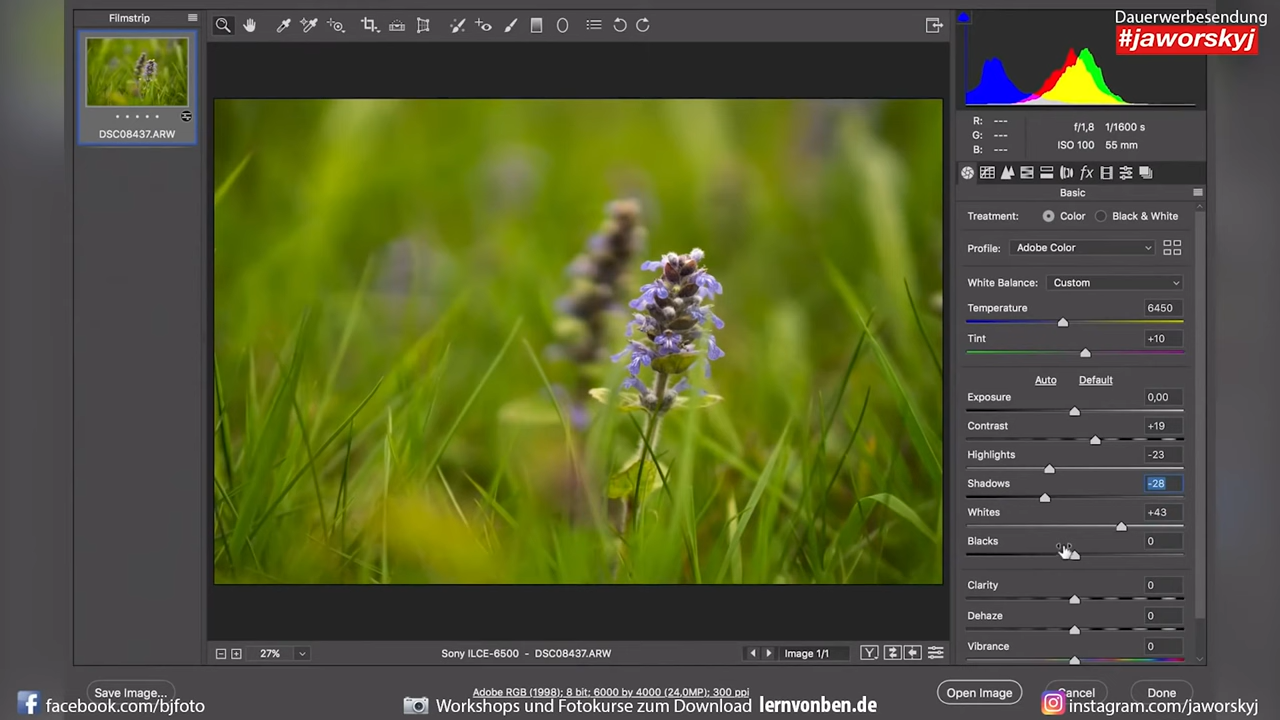 Filmstrip
DSC08437.ARW
Dauerwerbesendung
#jaworskyj
R: ---
G: ---
B: ---
f/1,8 1/1600 s
ISO 100 55 mm
fx
Basic
Treatment: Color Black & White
Profile: Adobe Color
White Balance: Custom
Temperature 6450
Tint +10
Auto Default
Exposure 0,00
Contrast +19
Highlights -23
Shadows -28
Whites +43
Blacks 0
Clarity 0
Dehaze 0
Vibrance 0
27% Sony ILCE-6500 - DSC08437.ARW Image 1/1 Y
Save Image... Adobe RGB (1998); 8 bit; 6000 by 4000 (24,0MP); 300 ppi Open Image Cancel Done
facebook.com/bjfoto Workshops und Fotokurse zum Download lernvonben.de instagram.com/jaworskyj